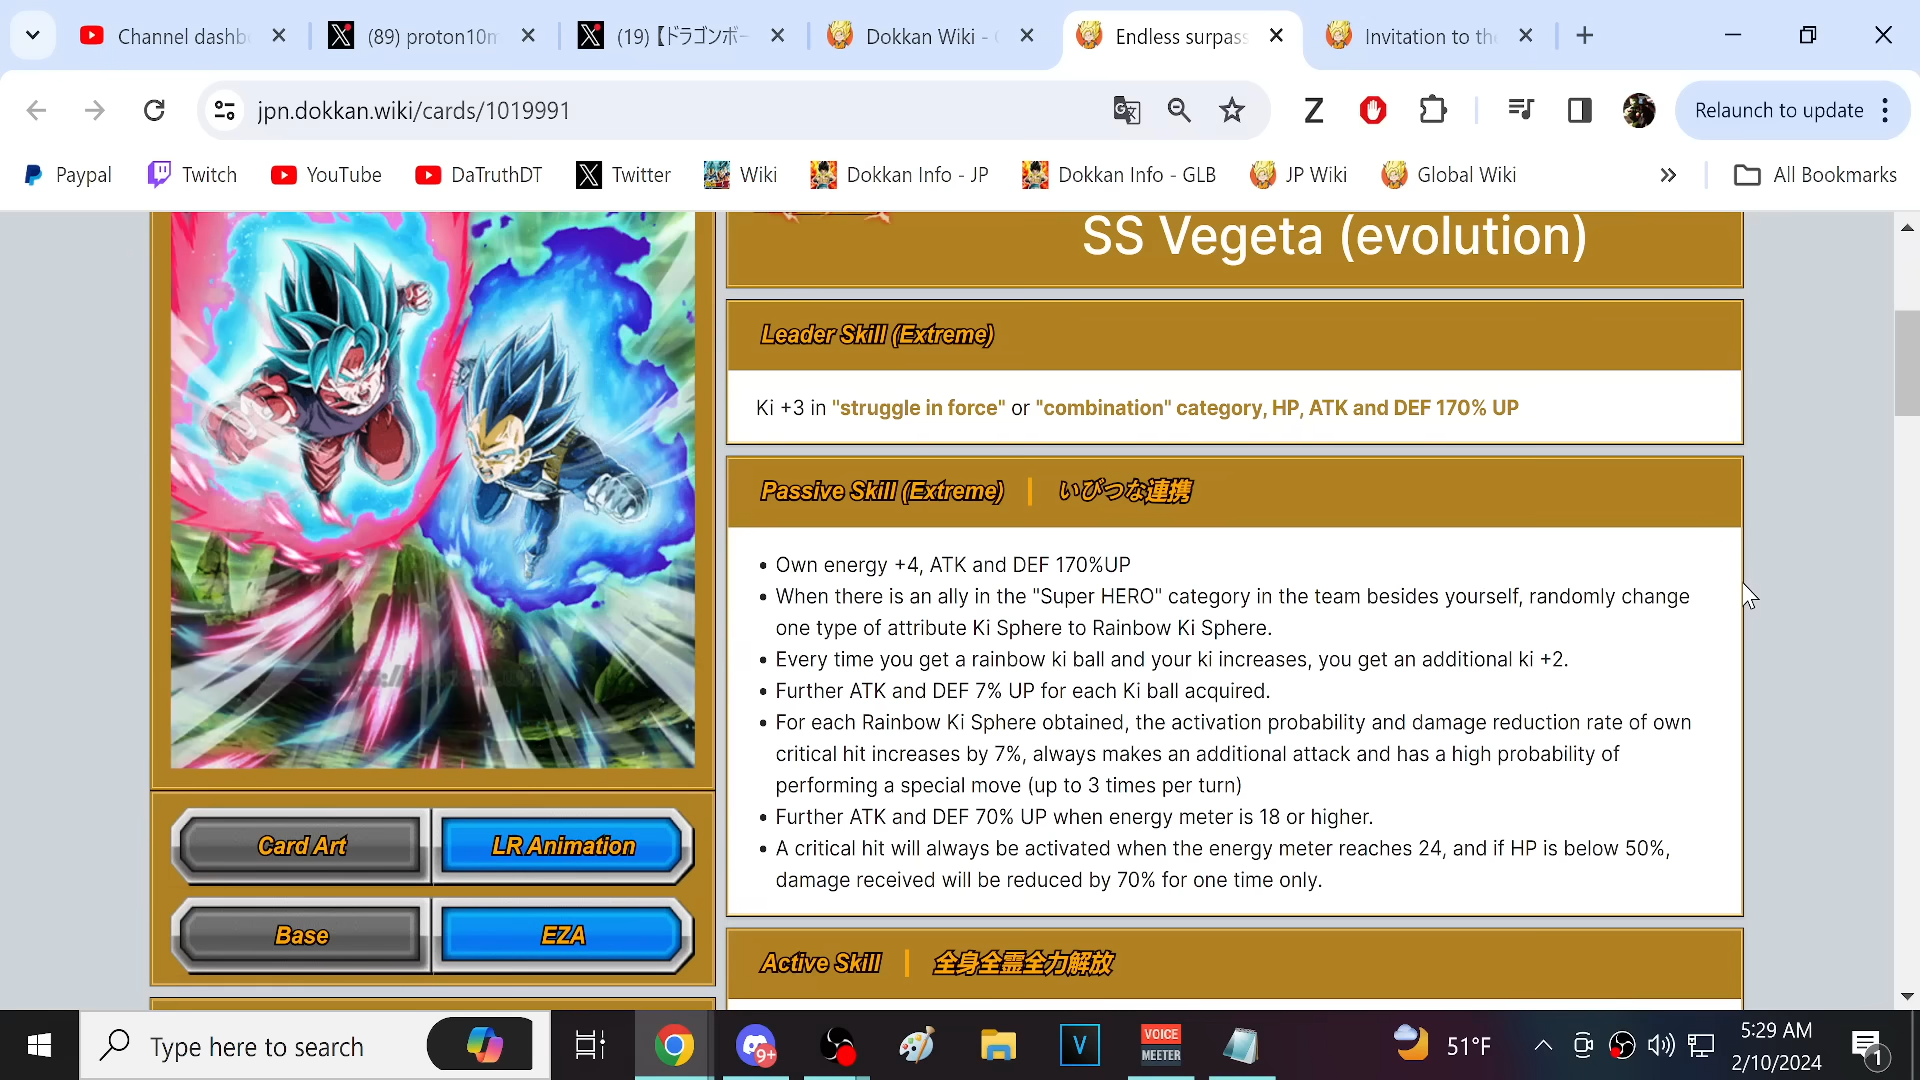 Channel dashb
(89) proton10m
(19)【ドラゴンボー
Dokkan Wiki -
Endless surpass
Invitation to the
jpn.dokkan.wiki/cards/1019991
Z
Relaunch to update
Paypal
Twitch
YouTube
DaTruthDT
Twitter
Wiki
Dokkan Info - JP
Dokkan Info - GLB
JP Wiki
Global Wiki
All Bookmarks
SS Vegeta (evolution)
Leader Skill (Extreme)
Ki +3 in "struggle in force" or "combination" category, HP, ATK and DEF 170% UP
Passive Skill (Extreme) | いびつな連携
• Own energy +4, ATK and DEF 170%UP
• When there is an ally in the "Super HERO" category in the team besides yourself, randomly change
one type of attribute Ki Sphere to Rainbow Ki Sphere.
• Every time you get a rainbow ki ball and your ki increases, you get an additional ki +2.
• Further ATK and DEF 7% UP for each Ki ball acquired.
• For each Rainbow Ki Sphere obtained, the activation probability and damage reduction rate of own
critical hit increases by 7%, always makes an additional attack and has a high probability of
performing a special move (up to 3 times per turn)
• Further ATK and DEF 70% UP when energy meter is 18 or higher.
• A critical hit will always be activated when the energy meter reaches 24, and if HP is below 50%,
damage received will be reduced by 70% for one time only.
Card Art
LR Animation
Base
EZA
Active Skill | 全身全霊全力解放
Type here to search
9+
V
VOICE
MEETER
51°F
5:29 AM
2/10/2024
1